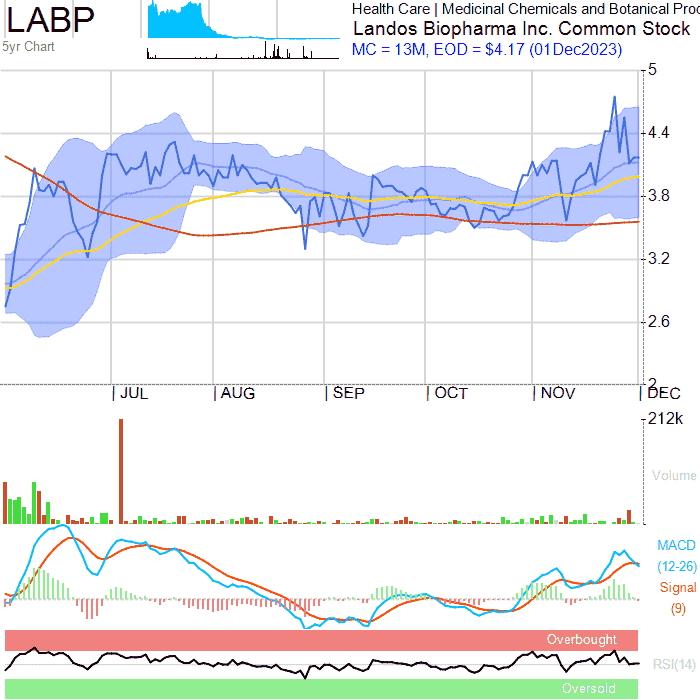 LABP
5yr Chart
Health Care | Medicinal Chemicals and Botanical Pro
Landos Biopharma Inc. Common Stock
MC = 13M, EOD = $4.17 (01Dec2023)
5
4.4
3.8
3.2
2.6
2
JUL AUG SEP OCT NOV DEC
212k
Volume
MACD
(12-26)
Signal
(9)
Overbought
RSI(14)
Oversold